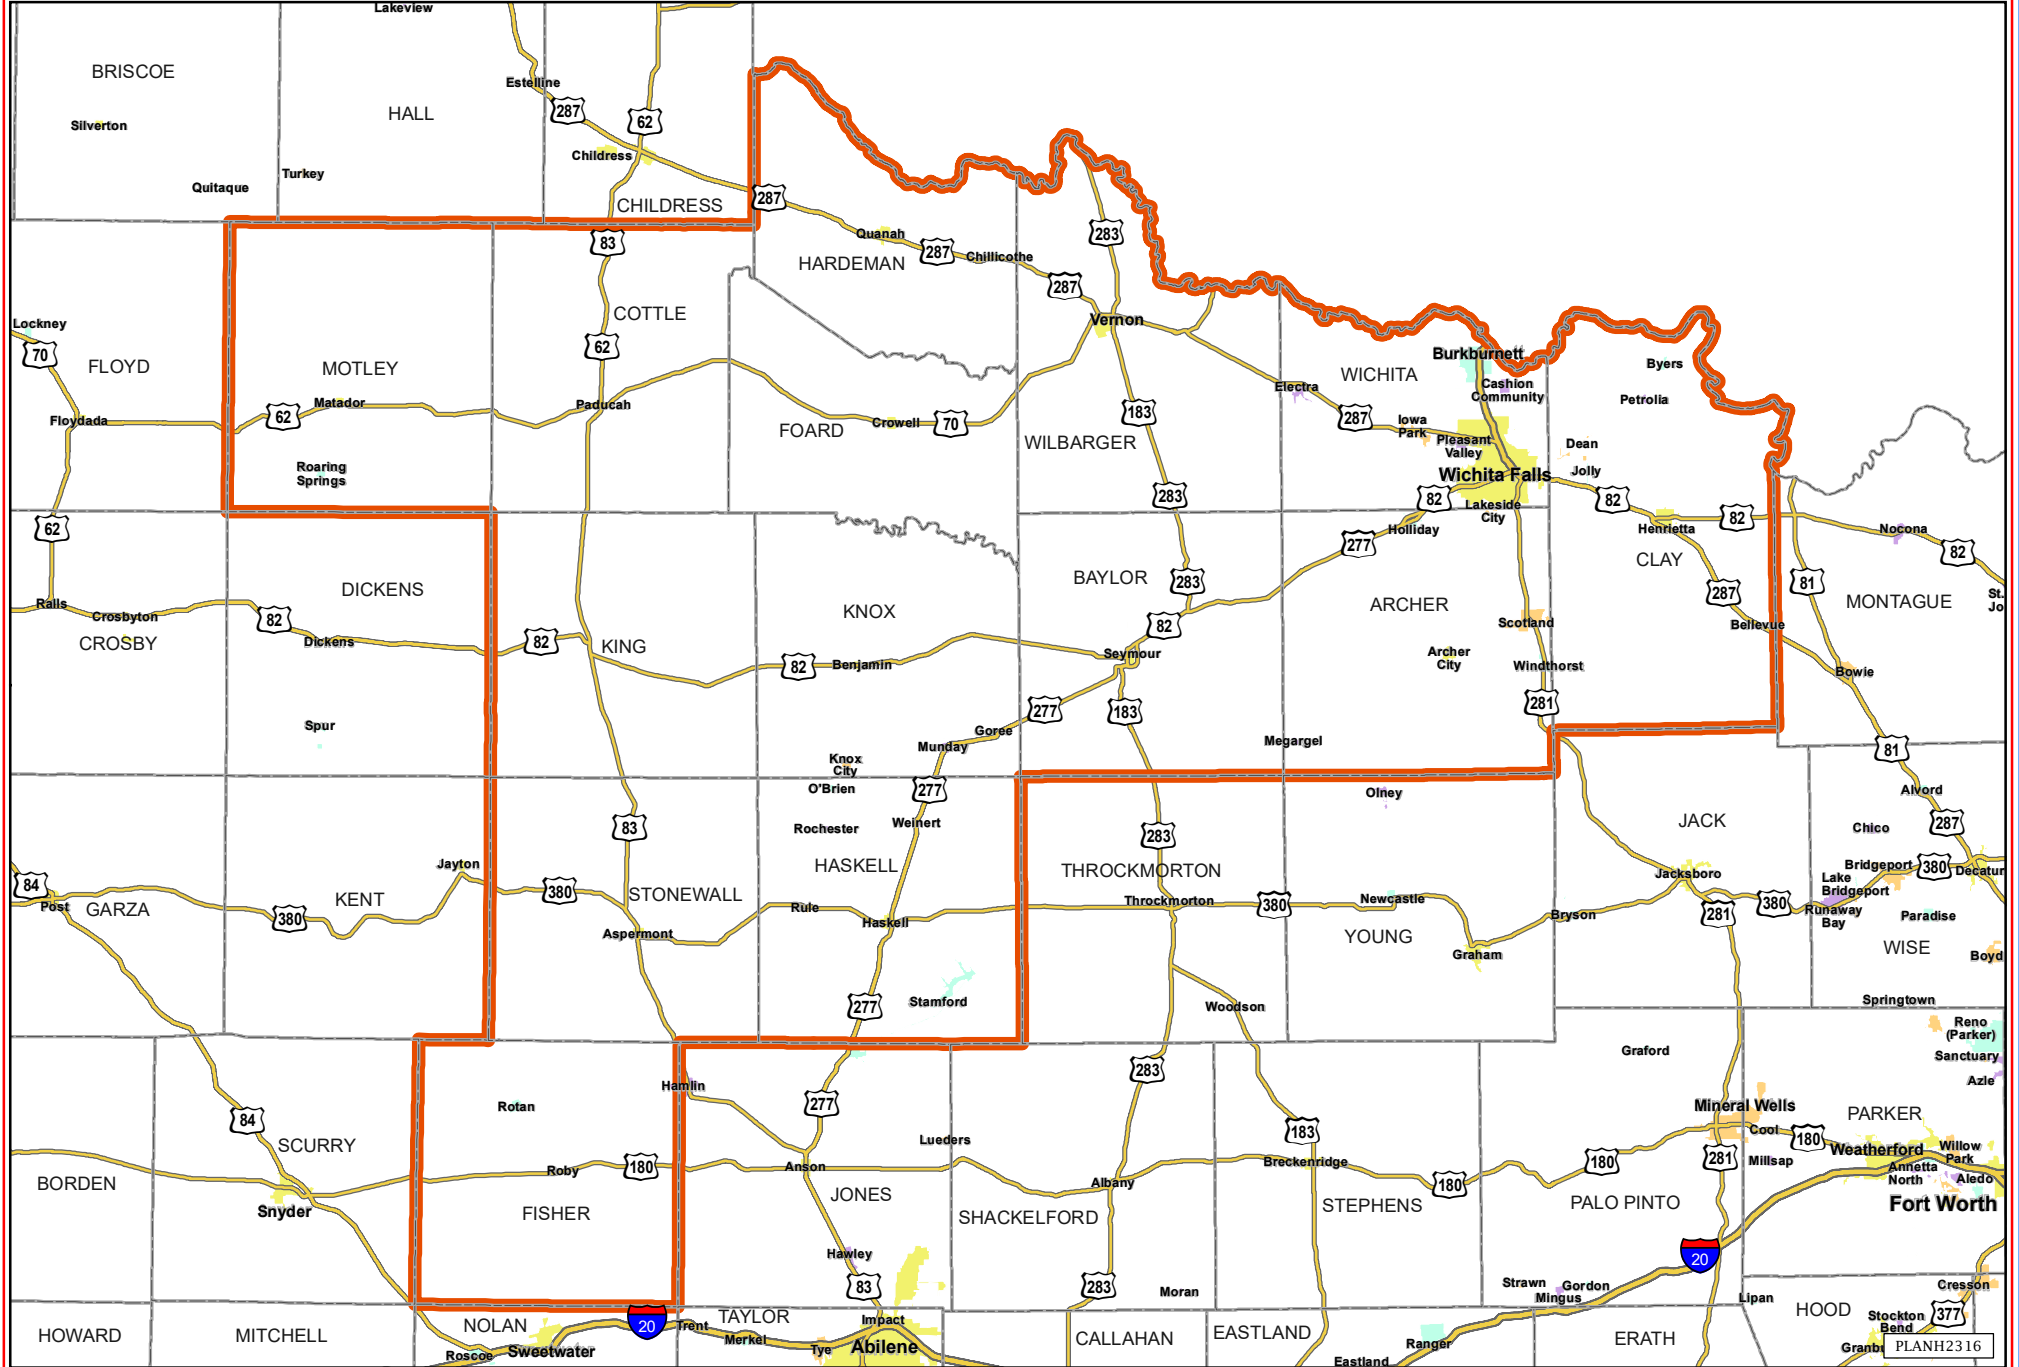 Lakeview
BRISCOE
HALL
Estelline
287
62
Silverton
Childress
Turkey
Quitaque
CHILDRESS
287
Quanah
283
83
287
Chillicothe
HARDEMAN
287
COTTLE
Vernon
Lockney
70
FLOYD
62
Burkburnett
Byers
MOTLEY
WICHITA
Cashion
Community
Electra
Petrolia
Matador
Paducah
62
183
287
Floydada
Crowell
70
FOARD
Iowa
Park
WILBARGER
Pleasant
Valley
Dean
Roaring
Springs
Wichita Falls
Jolly
283
82
82
Lakeside
City
82
62
Holliday
Henrietta
Nocona
277
82
CLAY
BAYLOR
283
81
DICKENS
287
St.
Jo
Ralls
Crosbyton
82
KNOX
ARCHER
MONTAGUE
82
Scotland
Bellevue
CROSBY
Dickens
82
KING
Seymour
Archer
City
82
Benjamin
Windthorst
Bowie
277
183
281
Spur
Goree
Munday
Megargel
81
Knox
City
O'Brien
277
Olney
Alvord
Rochester
Weinert
83
283
JACK
Chico
287
Jayton
HASKELL
THROCKMORTON
Bridgeport
380
Decatur
84
Jacksboro
Lake
Bridgeport
380
STONEWALL
KENT
Throckmorton
380
Newcastle
380
Post
GARZA
380
Rule
Haskell
Bryson
281
Runaway
Bay
Paradise
Aspermont
YOUNG
WISE
Graham
Boyd
277
Stamford
Woodson
Springtown
Reno
(Parker)
Graford
Sanctuary
283
Azle
Hamlin
Rotan
277
Mineral Wells
PARKER
84
183
Cool
180
SCURRY
Lueders
Willow
Park
Weatherford
180
Roby
180
Anson
Breckenridge
281
Millsap
Annetta
North
Aledo
BORDEN
Albany
180
JONES
STEPHENS
PALO PINTO
Fort Worth
Snyder
FISHER
SHACKELFORD
Hawley
20
83
283
Moran
Strawn
Gordon
Cresson
Mingus
Lipan
HOOD
377
TAYLOR
Impact
Stockton
Bend
20
NOLAN
Trent
HOWARD
MITCHELL
Merkel
CALLAHAN
EASTLAND
Ranger
ERATH
Tye
Abilene
PLANH2316
Roscoe
Sweetwater
Eastland